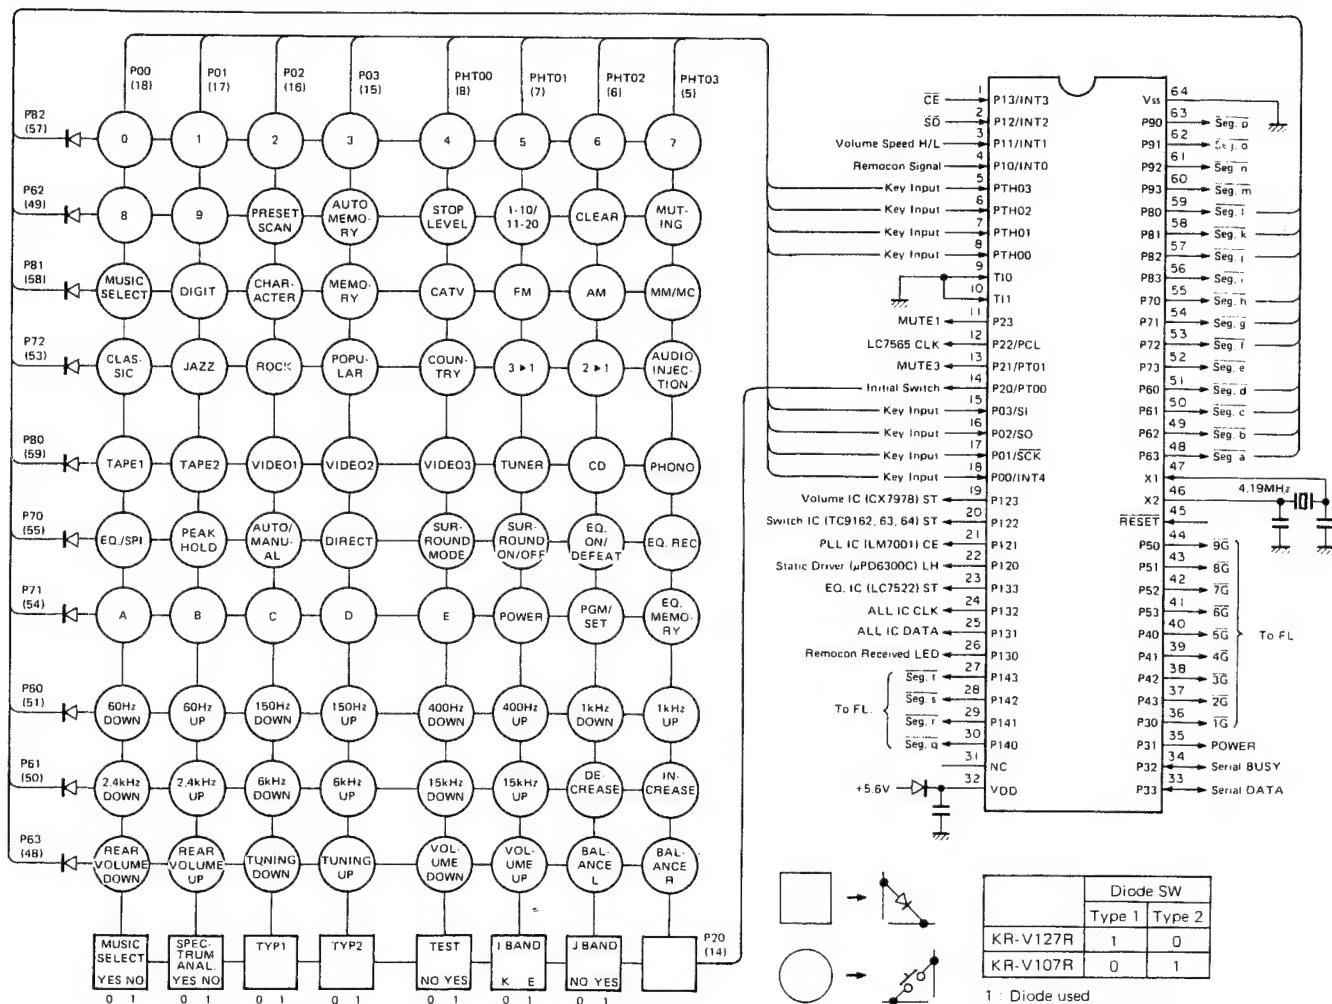 P00 (18)
P01 (17)
P02 (16)
P03 (15)
PHT00 (8)
PHT01 (7)
PHT02 (6)
PHT03 (5)
P82 (57)
0 1 2 3 4 5 6 7
P62 (49)
8 9 PRESET SCAN AUTO MEMO-RY STOP LEVEL 1-10/11-20 CLEAR MUT-ING
P81 (58)
MUSIC SELECT DIGIT CHAR-ACTER MEMO-RY CATV FM AM MM/MC
P72 (53)
CLAS-SIC JAZZ ROCK POPU-LAR COUN-TRY 3►1 2►1 AUDIO INJEC-TION
P80 (59)
TAPE1 TAPE2 VIDEO1 VIDEO2 VIDEO3 TUNER CD PHONO
P70 (55)
EQ./SPI PEAK HOLD AUTO/MANU-AL DIRECT SUR-ROUND MODE SUR-ROUND ON/OFF EQ. ON/DEFEAT EQ. REC
P71 (54)
A B C D E POWER PGM/SET EQ. MEMO-RY
P60 (51)
60Hz DOWN 60Hz UP 150Hz DOWN 150Hz UP 400Hz DOWN 400Hz UP 1kHz DOWN 1kHz UP
P61 (50)
2.4kHz DOWN 2.4kHz UP 6kHz DOWN 6kHz UP 15kHz DOWN 15kHz UP DE-CREASE IN-CREASE
P63 (48)
REAR VOLUME DOWN REAR VOLUME UP TUNING DOWN TUNING UP VOL-UME DOWN VOL-UME UP BAL-ANCE L BAL-ANCE R
MUSIC SELECT YES NO
SPEC-TRUM ANAL. YES NO
TYP1
TYP2
TEST NO YES
I BAND K E
J BAND NO YES
P20 (14)
0 1 0 1 0 1 0 1 0 1 0 1 0 1
CE 1 P13/INT3
SD 2 P12/INT2
Volume Speed H/L 3 P11/INT1
Remocon Signal 4 P10/INT0
Key Input 5 PTH03
Key Input 6 PTH02
Key Input 7 PTH01
Key Input 8 PTH00
9 TI0
10 TI1
MUTE1 11 P23
LC7565 CLK 12 P22/PCL
MUTE3 13 P21/PT01
Initial Switch 14 P20/PT00
Key Input 15 P03/SI
Key Input 16 P02/SO
Key Input 17 P01/SCK
Key Input 18 P00/INT4
Volume IC (CX7978) ST 19 P123
Switch IC (TC9162, 63, 64) ST 20 P122
PLL IC (LM7001) CE 21 P121
Static Driver (µPD6300C) LH 22 P120
EQ. IC (LC7522) ST 23 P133
ALL IC CLK 24 P132
ALL IC DATA 25 P131
Remocon Received LED 26 P130
To FL.
Seg. t 27 P143
Seg. s 28 P142
Seg. r 29 P141
Seg. q 30 P140
31 NC
+5.6V 32 VDD
Vss 64
P90 63 Seg. p
P91 62 Seg. o
P92 61 Seg. n
P93 60 Seg. m
P80 59 Seg. l
P81 58 Seg. k
P82 57 Seg. j
P83 56 Seg. i
P70 55 Seg. h
P71 54 Seg. g
P72 53 Seg. f
P73 52 Seg. e
P60 51 Seg. d
P61 50 Seg. c
P62 49 Seg. b
P63 48 Seg. a
X1 47
X2 46
4.19MHz
RESET 45
P50 44 9G
P51 43 8G
P52 42 7G
P53 41 6G
P40 40 5G
P41 39 4G
P42 38 3G
P43 37 2G
P30 36 1G
To FL
P31 35 POWER
P32 34 Serial BUSY
P33 33 Serial DATA
Diode SW
Type 1 Type 2
KR-V127R 1 0
KR-V107R 0 1
1 : Diode used